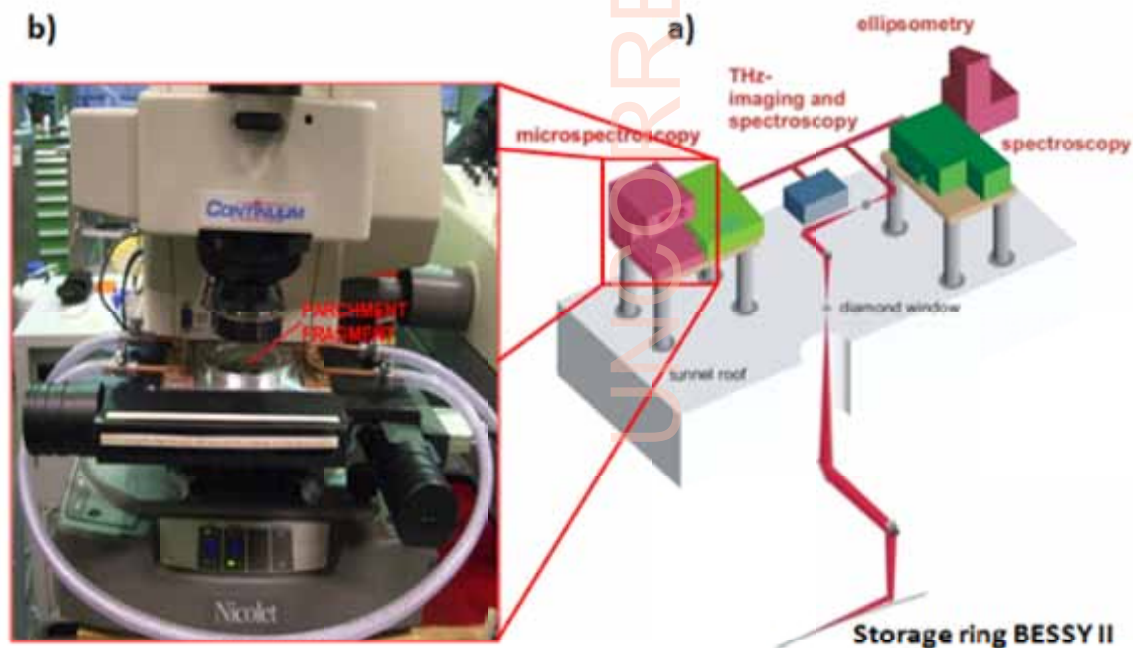 b)
a)
ellipsometry
THz-
imaging and
spectroscopy
microspectroscopy
spectroscopy
CONTINUUM
PARCHMENT
FRAGMENT
diamond window
tunnel roof
Nicolet
Storage ring BESSY II
UNCORRE